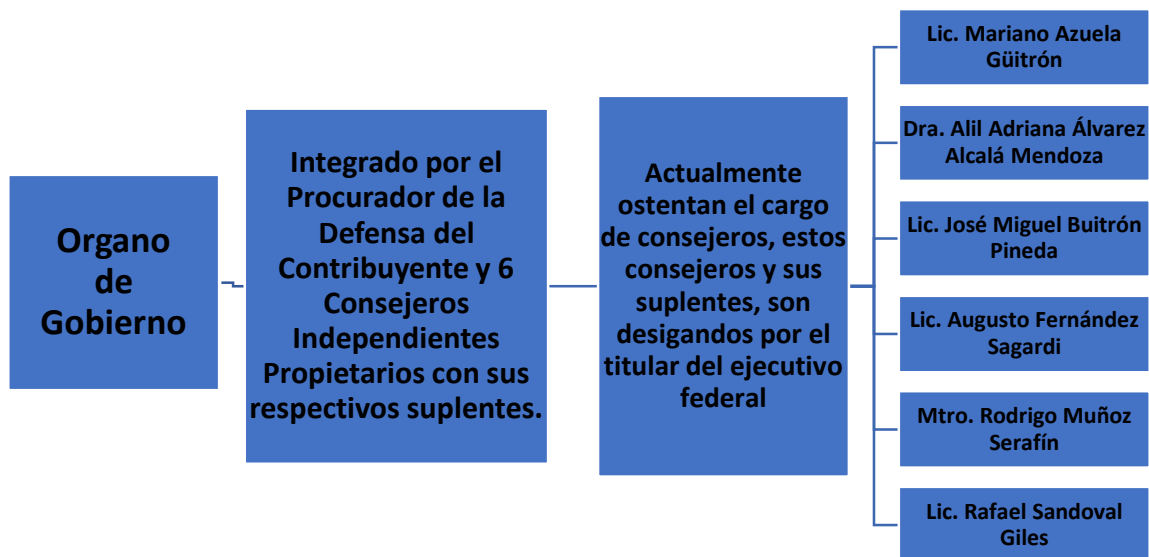 Organo
de
Gobierno
Integrado por el
Procurador de la
Defensa del
Contribuyente y 6
Consejeros
Independientes
Propietarios con sus
respectivos suplentes.
Actualmente
ostentan el cargo
de consejeros, estos
consejeros y sus
suplentes, son
desigandos por el
titular del ejecutivo
federal
Lic. Mariano Azuela
Güitrón
Dra. Alil Adriana Álvarez
Alcalá Mendoza
Lic. José Miguel Buitrón
Pineda
Lic. Augusto Fernández
Sagardi
Mtro. Rodrigo Muñoz
Serafín
Lic. Rafael Sandoval
Giles